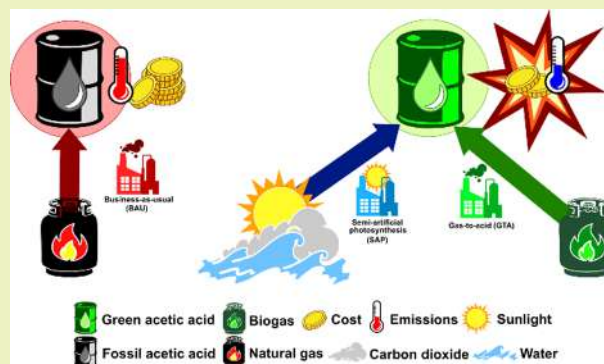 Business-as-usual
(BAU)
Semi-artificial
photosynthesis
(SAP)
Gas-to-acid (GTA)
Green acetic acid
Biogas
Cost
Emissions
Sunlight
Fossil acetic acid
Natural gas
Carbon dioxide
Water